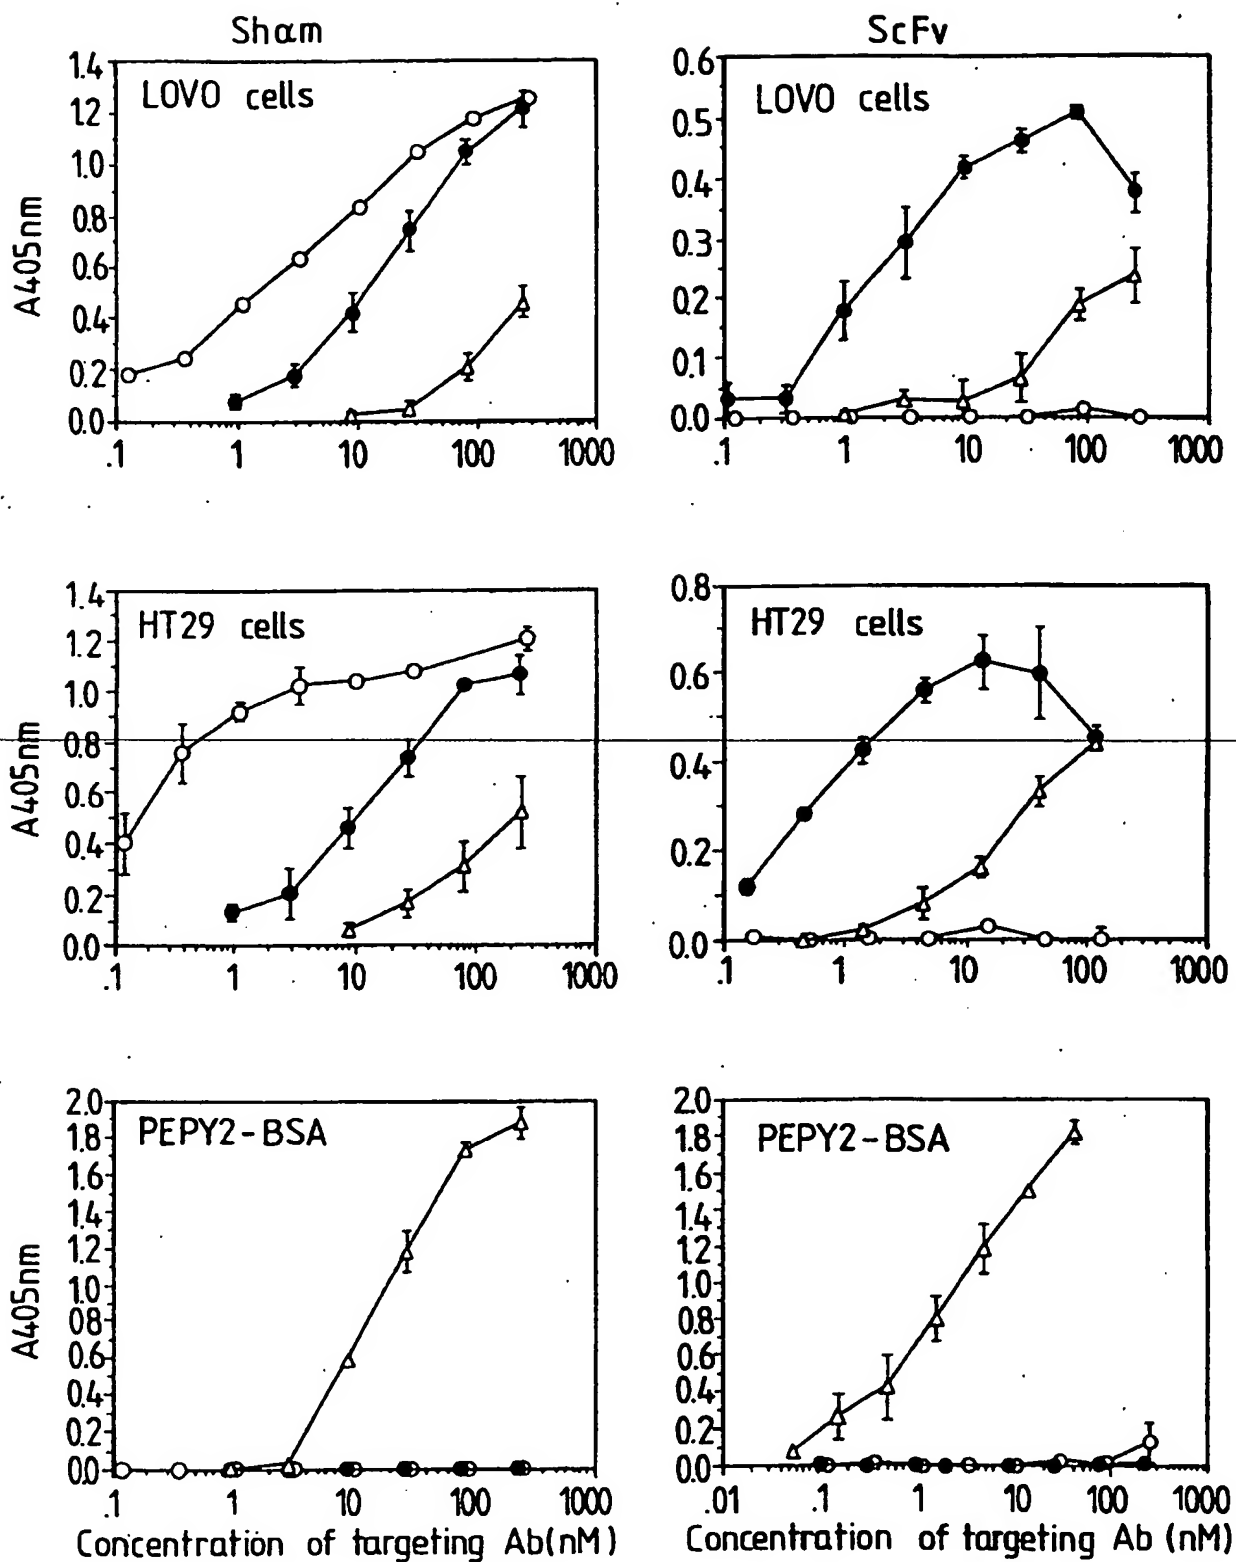 Sham
ScFv
LOVO cells
1.4
1.2
1.0
0.8
0.6
0.4
0.2
0.0
A405nm
.1 1 10 100 1000
LOVO cells
0.6
0.5
0.4
0.3
0.2
0.1
0.0
.1 1 10 100 1000
HT29 cells
1.4
1.2
1.0
0.8
0.6
0.4
0.2
0.0
A405nm
.1 1 10 100 1000
HT29 cells
0.8
0.6
0.4
0.2
0.0
.1 1 10 100 1000
PEPY2-BSA
2.0
1.8
1.6
1.4
1.2
1.0
0.8
0.6
0.4
0.2
0.0
A405nm
.1 1 10 100 1000
Concentration of targeting Ab(nM)
PEPY2-BSA
2.0
1.8
1.6
1.4
1.2
1.0
0.8
0.6
0.4
0.2
0.0
.01 .1 1 10 100 1000
Concentration of targeting Ab (nM)